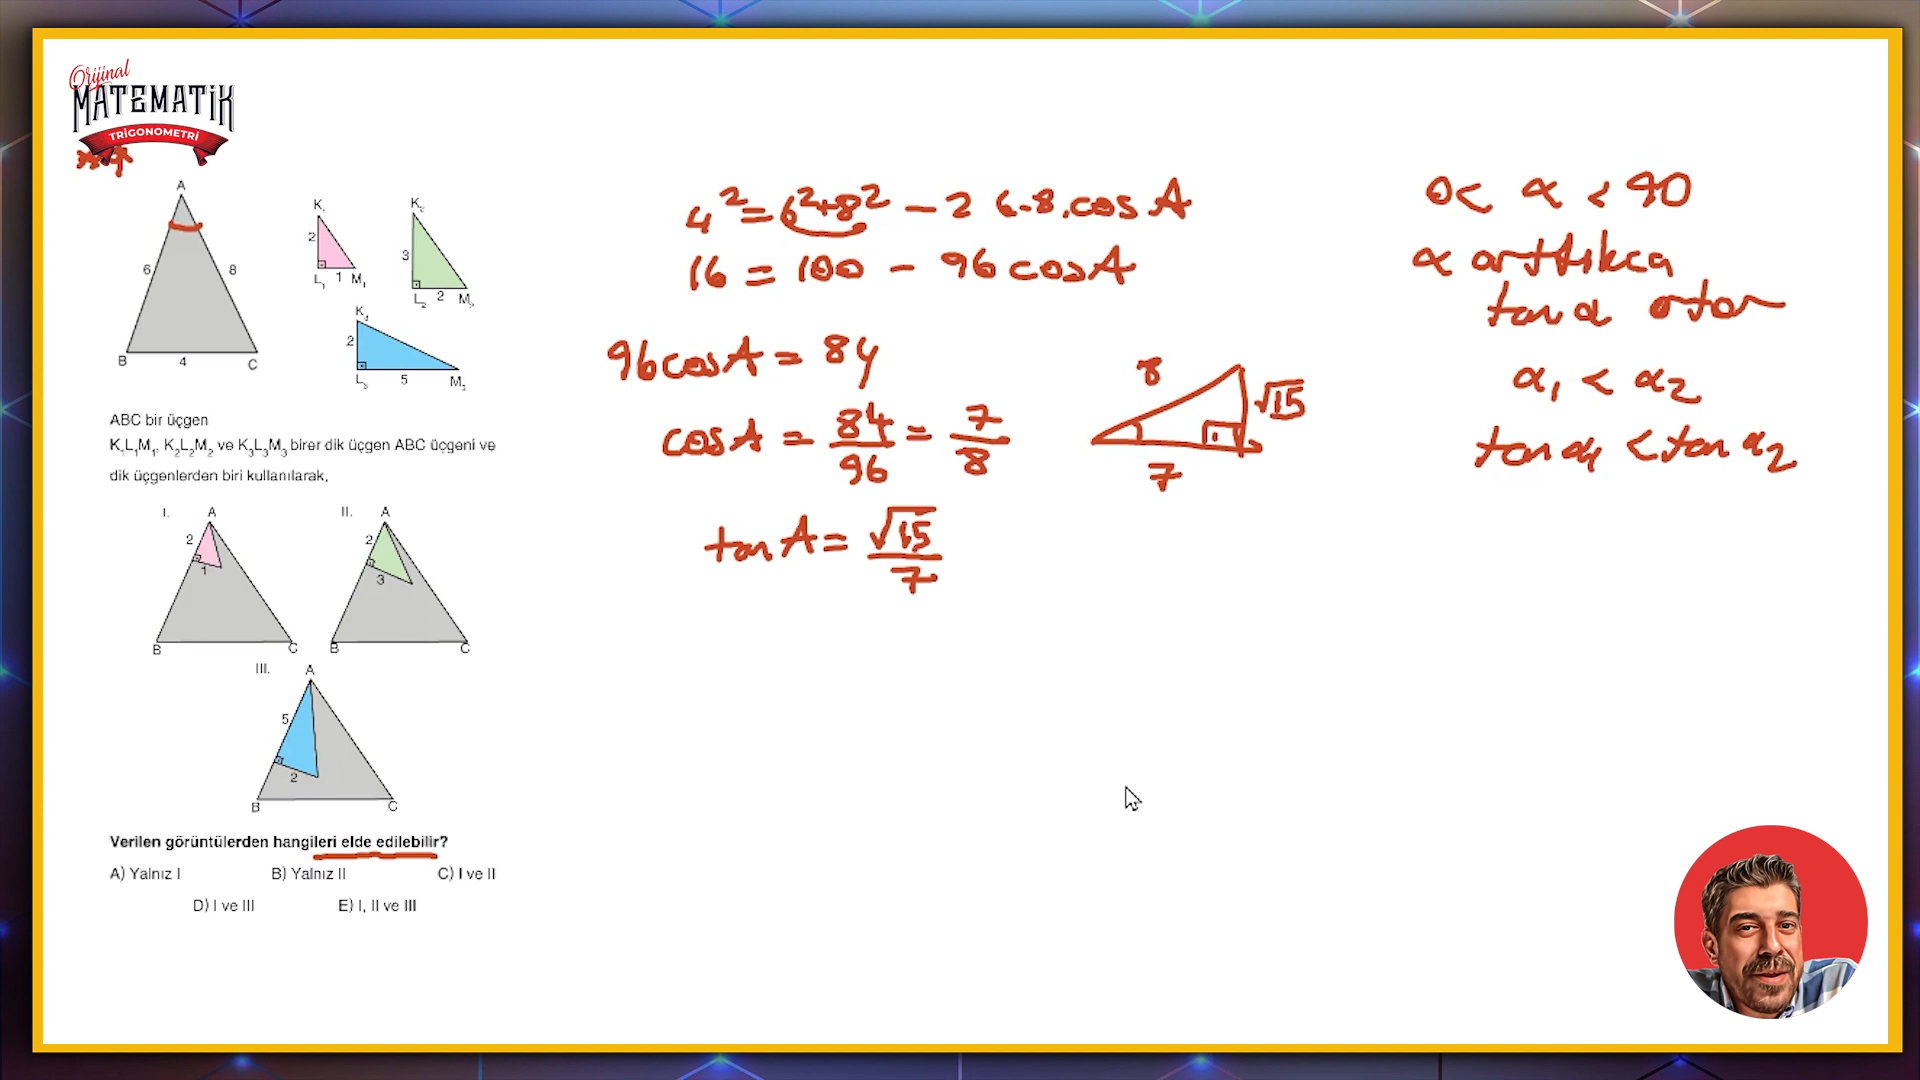 Orijinal
MATEMATİK
TRİGONOMETRİ
A
6
8
B
4
C
K₁
2
L₁ 1 M₁
K₂
3
L₂ 2 M₂
K₃
2
L₃ 5 M₃
ABC bir üçgen
K₁L₁M₁, K₂L₂M₂ ve K₃L₃M₃ birer dik üçgen ABC üçgeni ve
dik üçgenlerden biri kullanılarak,
I. A
2
1
B C
II. A
2
3
B C
III. A
5
2
B C
Verilen görüntülerden hangileri elde edilebilir?
A) Yalnız I B) Yalnız II C) I ve II
D) I ve III E) I, II ve III
4² = 6²+8² - 2 6.8.cos A
16 = 100 - 96 cosA
96cosA = 84
cosA = 84/96 = 7/8
tan A = √15/7
8
√15
7
0 < α < 90
α arttıkca
tan α artar
α₁ < α₂
tan α₁ < tan α₂